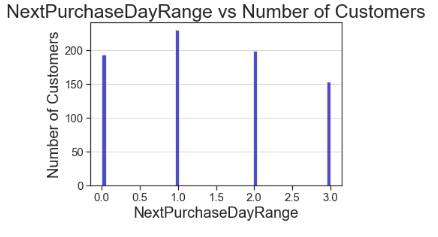 NextPurchaseDayRange vs Number of Customers
Number of Customers
200
150
100
50
0
0.0 0.5 1.0 1.5 2.0 2.5 3.0
NextPurchaseDayRange